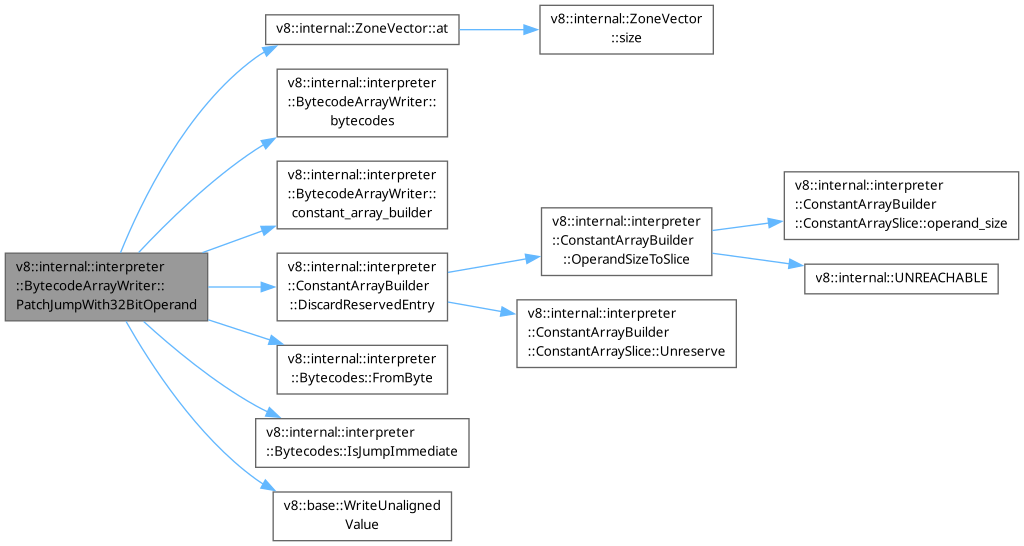 v8::internal::interpreter
::BytecodeArrayWriter::
PatchJumpWith32BitOperand
v8::internal::ZoneVector::at
v8::internal::ZoneVector
::size
v8::internal::interpreter
::BytecodeArrayWriter::
bytecodes
v8::internal::interpreter
::BytecodeArrayWriter::
constant_array_builder
v8::internal::interpreter
::ConstantArrayBuilder
::DiscardReservedEntry
v8::internal::interpreter
::ConstantArrayBuilder
::OperandSizeToSlice
v8::internal::interpreter
::ConstantArrayBuilder
::ConstantArraySlice::operand_size
v8::internal::UNREACHABLE
v8::internal::interpreter
::ConstantArrayBuilder
::ConstantArraySlice::Unreserve
v8::internal::interpreter
::Bytecodes::FromByte
v8::internal::interpreter
::Bytecodes::IsJumpImmediate
v8::base::WriteUnaligned
Value